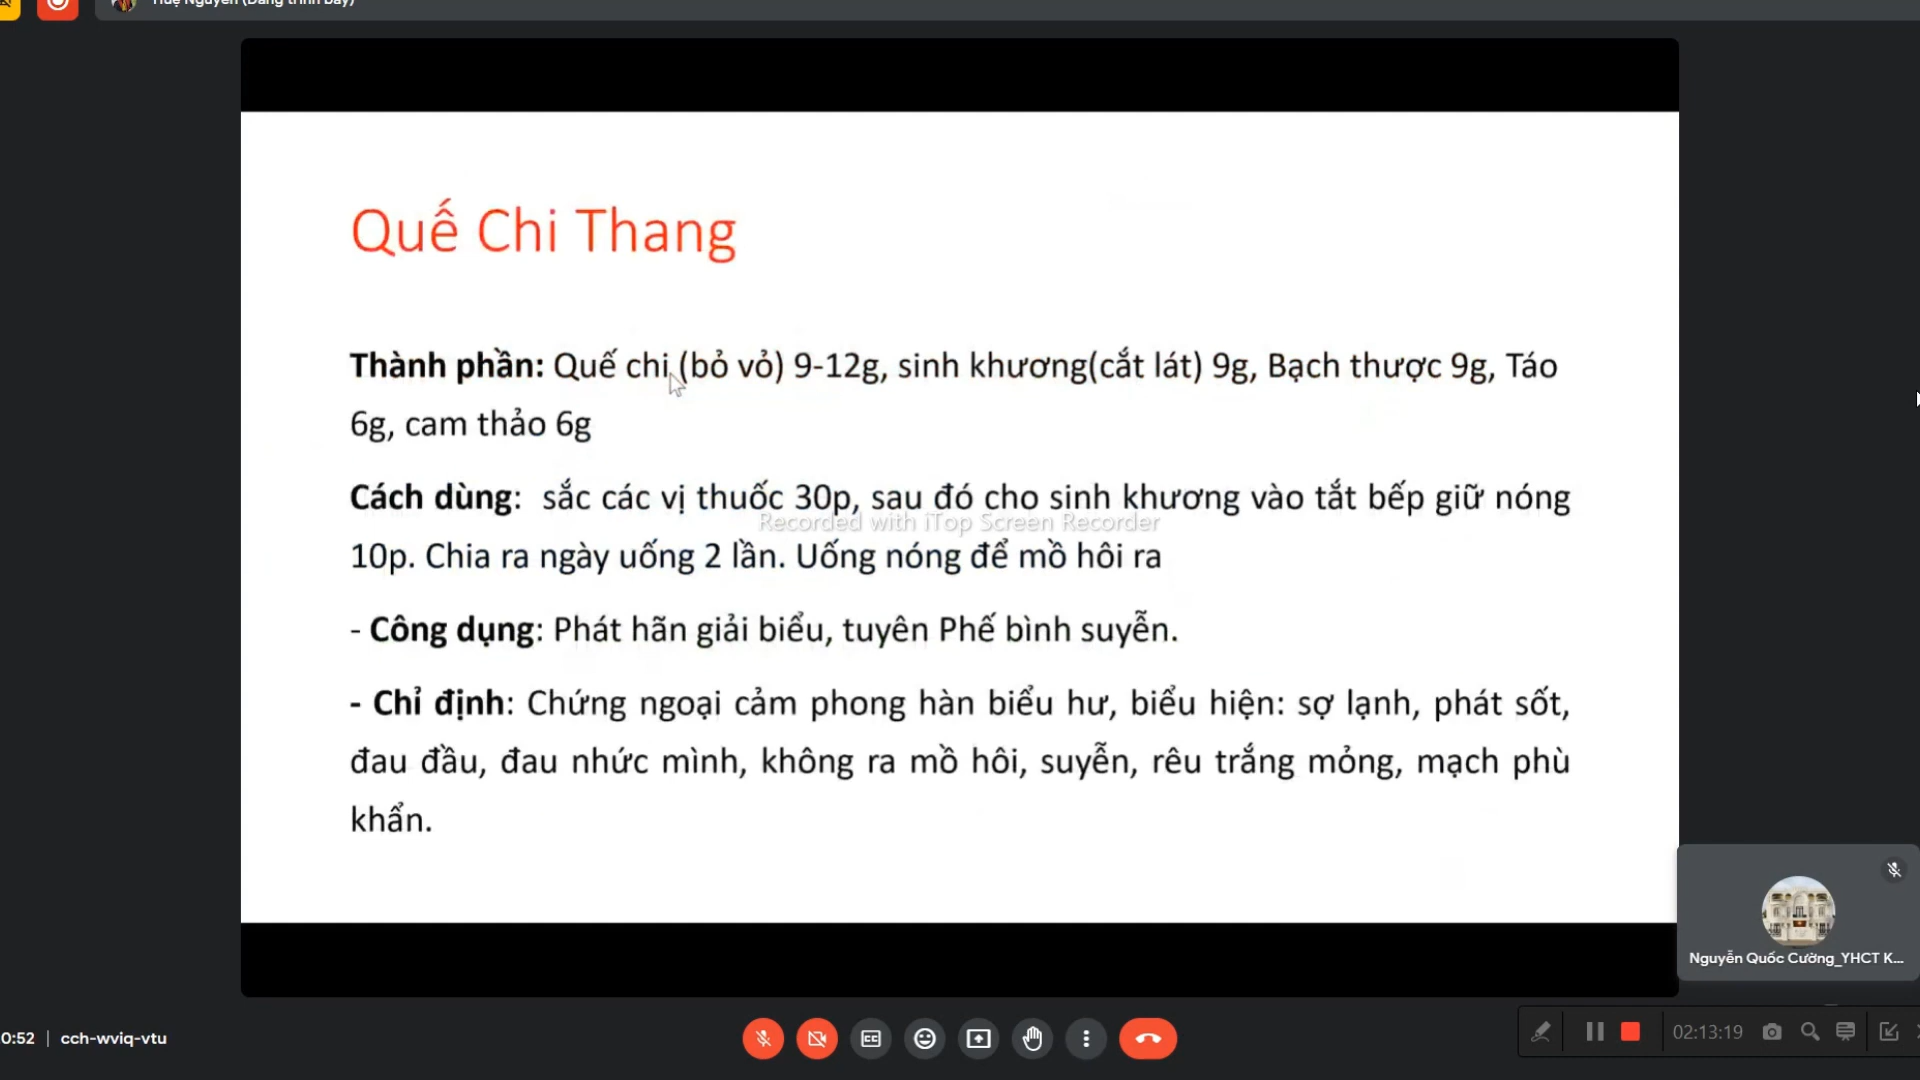 Huệ Nguyễn (Đang trình bày)
Quế Chi Thang
Thành phần: Quế chi (bỏ vỏ) 9-12g, sinh khương(cắt lát) 9g, Bạch thược 9g, Táo
6g, cam thảo 6g
Cách dùng: sắc các vị thuốc 30p, sau đó cho sinh khương vào tắt bếp giữ nóng
Recorded with iTop Screen Recorder
10p. Chia ra ngày uống 2 lần. Uống nóng để mồ hôi ra
- Công dụng: Phát hãn giải biểu, tuyên Phế bình suyễn.
- Chỉ định: Chứng ngoại cảm phong hàn biểu hư, biểu hiện: sợ lạnh, phát sốt,
đau đầu, đau nhức mình, không ra mồ hôi, suyễn, rêu trắng mỏng, mạch phù
khẩn.
Nguyễn Quốc Cường_YHCT K...
0:52 | cch-wviq-vtu
02:13:19